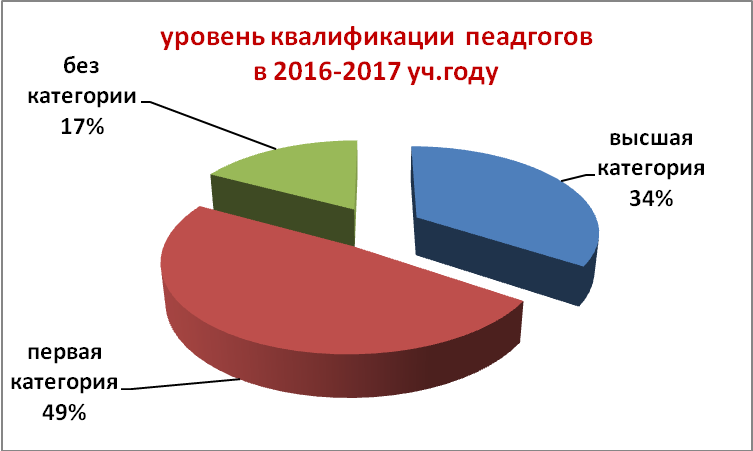 уровень квалификации пеадгогов
в 2016-2017 уч.году
без
категории
17%
высшая
категория
34%
первая
категория
49%